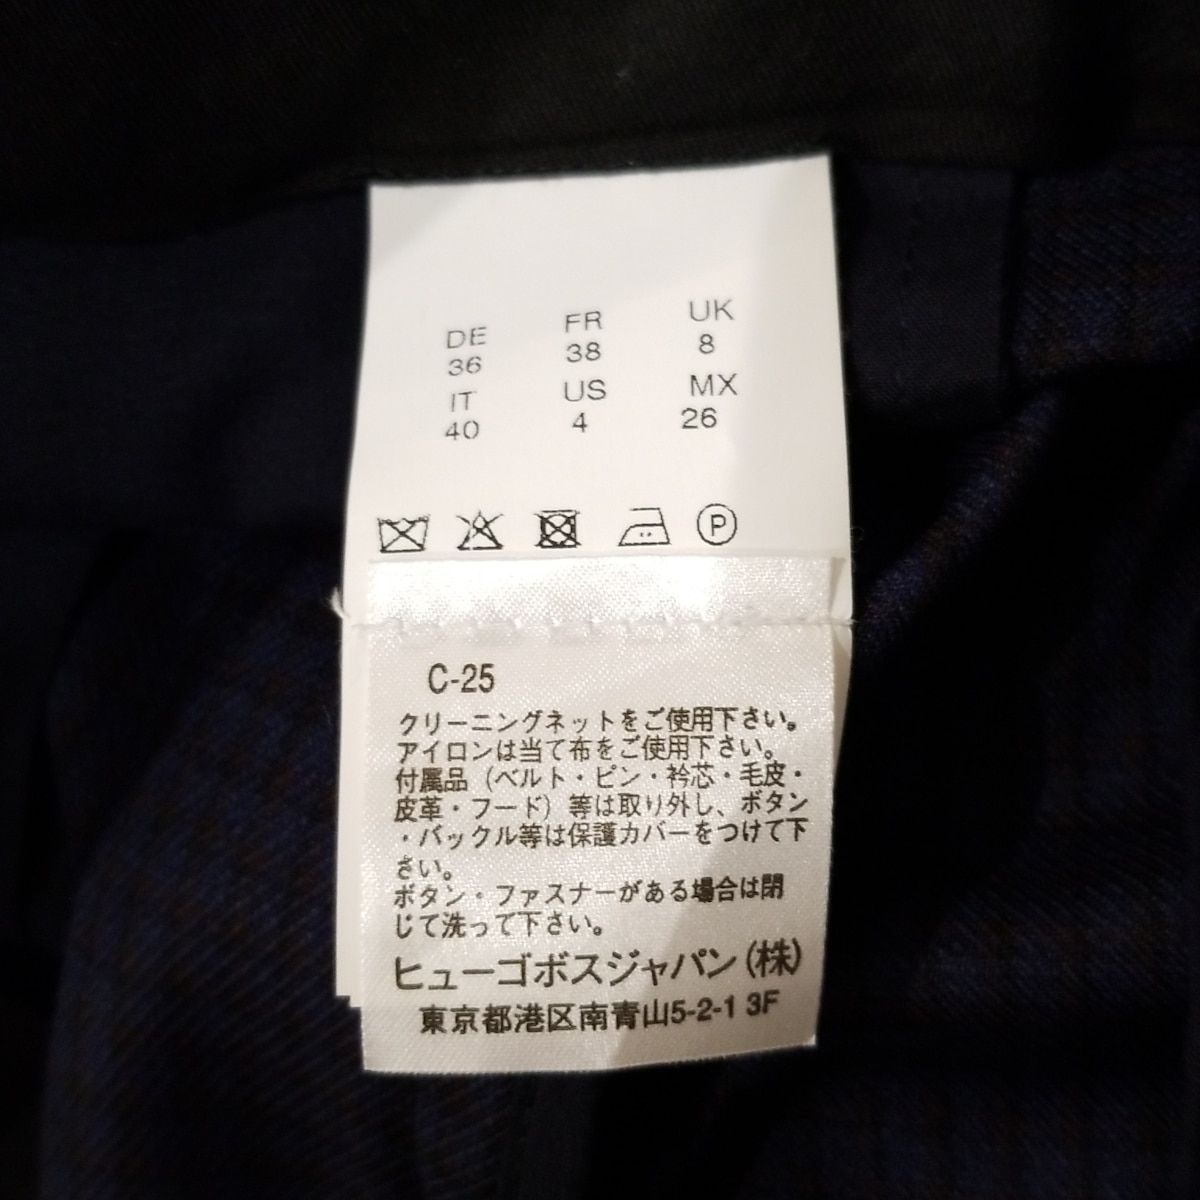 DE FR UK
36 38 8
IT US MX
40 4 26
P
C-25
クリーニングネットをご使用下さい。
アイロンは当て布をご使用下さい。
付属品（ベルト・ピン・衿芯・毛皮・
皮革・フード）等は取り外し、ボタン
・バックル等は保護カバーをつけて下
さい。
ボタン・ファスナーがある場合は閉
じて洗って下さい。
ヒューゴボスジャパン(株)
東京都港区南青山5-2-1 3F